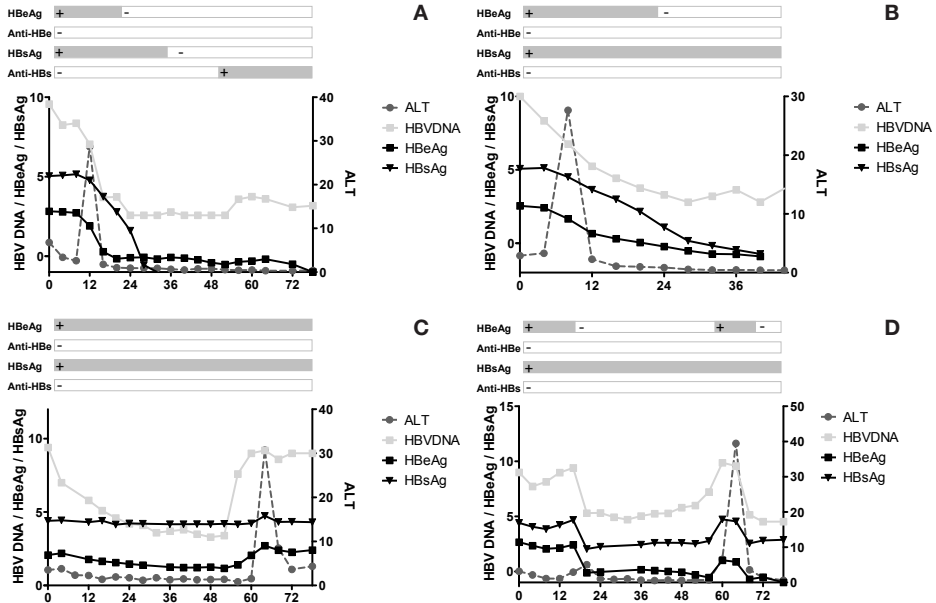 HBeAg + - A
Anti-HBe -
HBsAg + -
Anti-HBs - +
HBV DNA / HBeAg / HBsAg
10
5
0
40
30
20
10
0
ALT
0 12 24 36 48 60 72
ALT
HBVDNA
HBeAg
HBsAg
HBeAg + - B
Anti-HBe -
HBsAg +
Anti-HBs -
HBV DNA / HBeAg / HBsAg
10
5
0
30
20
10
0
ALT
0 12 24 36
ALT
HBVDNA
HBeAg
HBsAg
HBeAg + C
Anti-HBe -
HBsAg +
Anti-HBs -
HBV DNA / HBeAg / HBsAg
10
5
0
40
30
20
10
0
ALT
0 12 24 36 48 60 72
ALT
HBVDNA
HBeAg
HBsAg
HBeAg + - + - D
Anti-HBe -
HBsAg +
Anti-HBs -
HBV DNA / HBeAg / HBsAg
15
10
5
0
50
40
30
20
10
0
0 12 24 36 48 60 72
ALT
HBVDNA
HBeAg
HBsAg